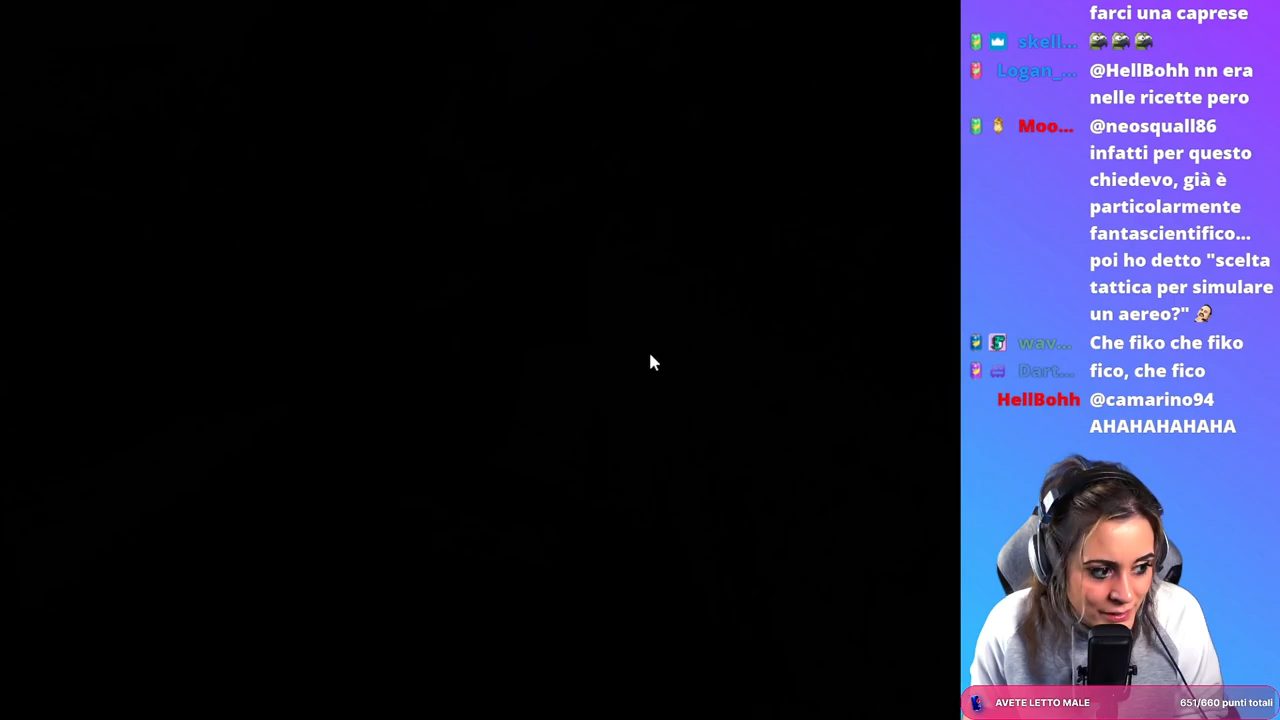 farci una caprese
skell...
Logan_... @HellBohh nn era
nelle ricette pero
Moo... @neosquall86
infatti per questo
chiedevo, già è
particolarmente
fantascientifico...
poi ho detto "scelta
tattica per simulare
un aereo?"
wav... Che fiko che fiko
Dart... fico, che fico
HellBohh @camarino94
AHAHAHAHAHA
AVETE LETTO MALE 651/660 punti totali